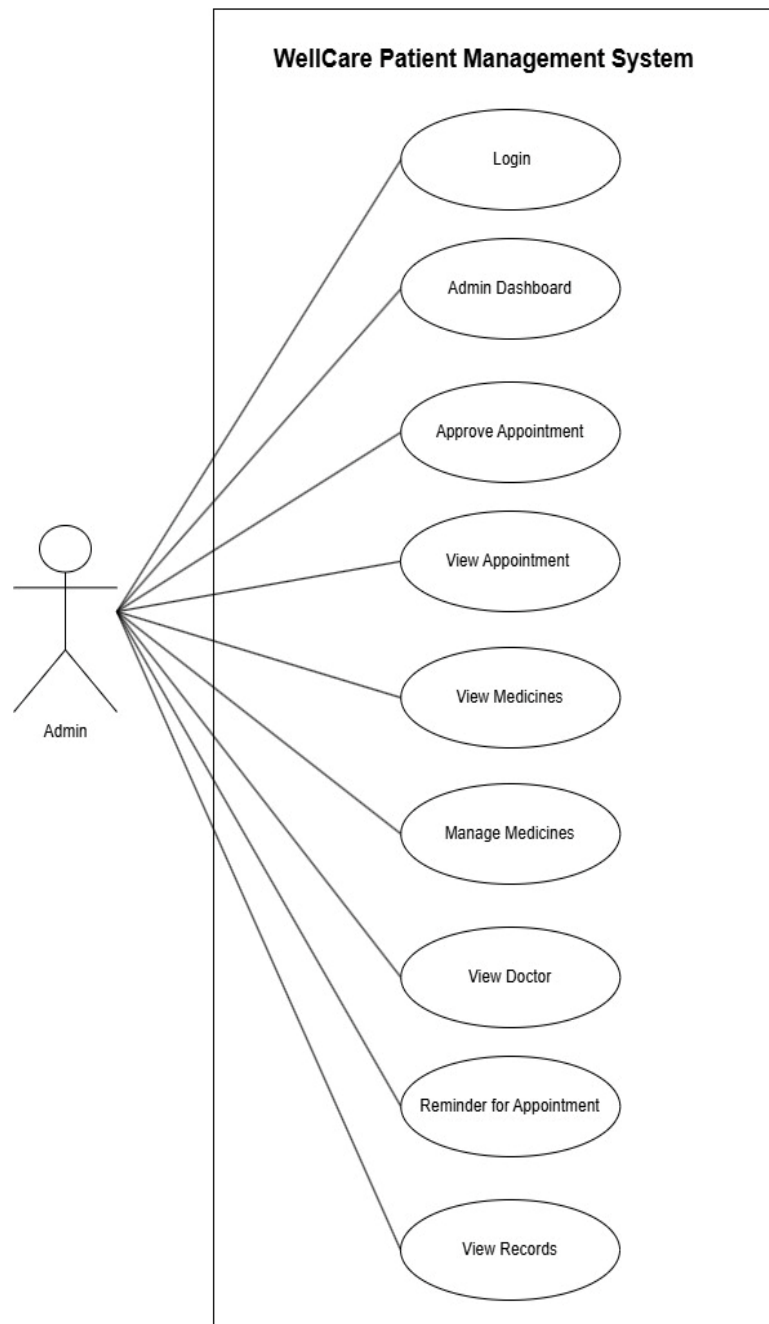 WellCare Patient Management System
Login
Admin Dashboard
Approve Appointment
View Appointment
View Medicines
Admin
Manage Medicines
View Doctor
Reminder for Appointment
View Records